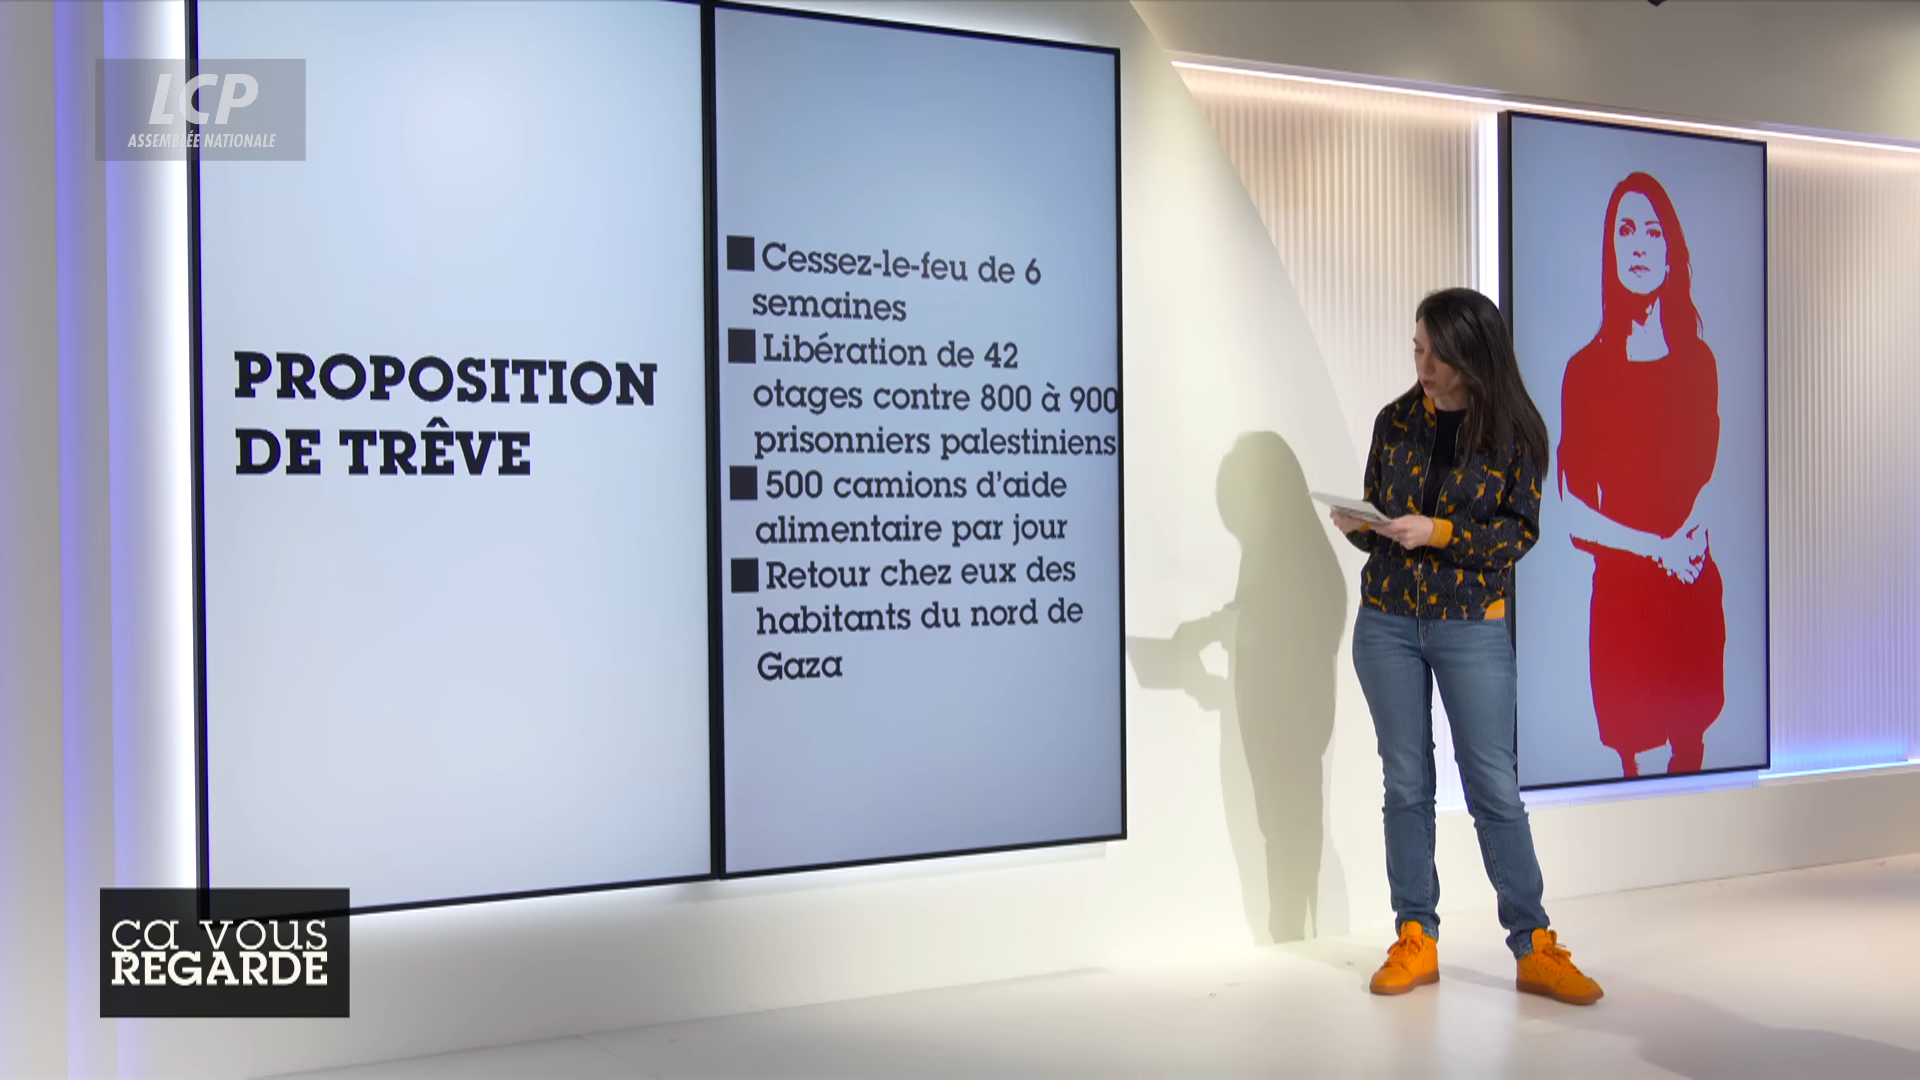 LCP
ASSEMBLÉE NATIONALE
PROPOSITION
DE TRÊVE
Cessez-le-feu de 6
semaines
Libération de 42
otages contre 800 à 900
prisonniers palestiniens
500 camions d'aide
alimentaire par jour
Retour chez eux des
habitants du nord de
Gaza
ça vous
REGARDE